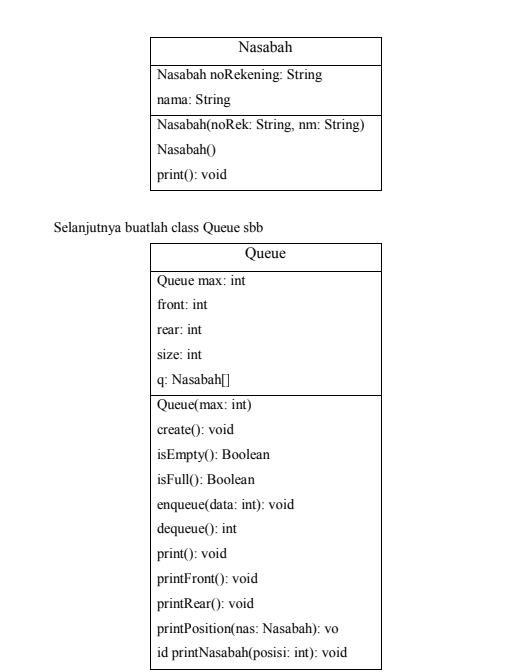 Nasabah
Nasabah noRekening: String
nama: String
Nasabah(noRek: String, nm: String)
Nasabah()
print(): void
Selanjutnya buatlah class Queue sbb
Queue
Queue max: int
front: int
rear: int
size: int
q: Nasabah[]
Queue(max: int)
create(): void
isEmpty(): Boolean
isFull(): Boolean
enqueue(data: int): void
dequeue(): int
print(): void
printFront(): void
printRear(): void
printPosition(nas: Nasabah): vo
id printNasabah(posisi: int): void